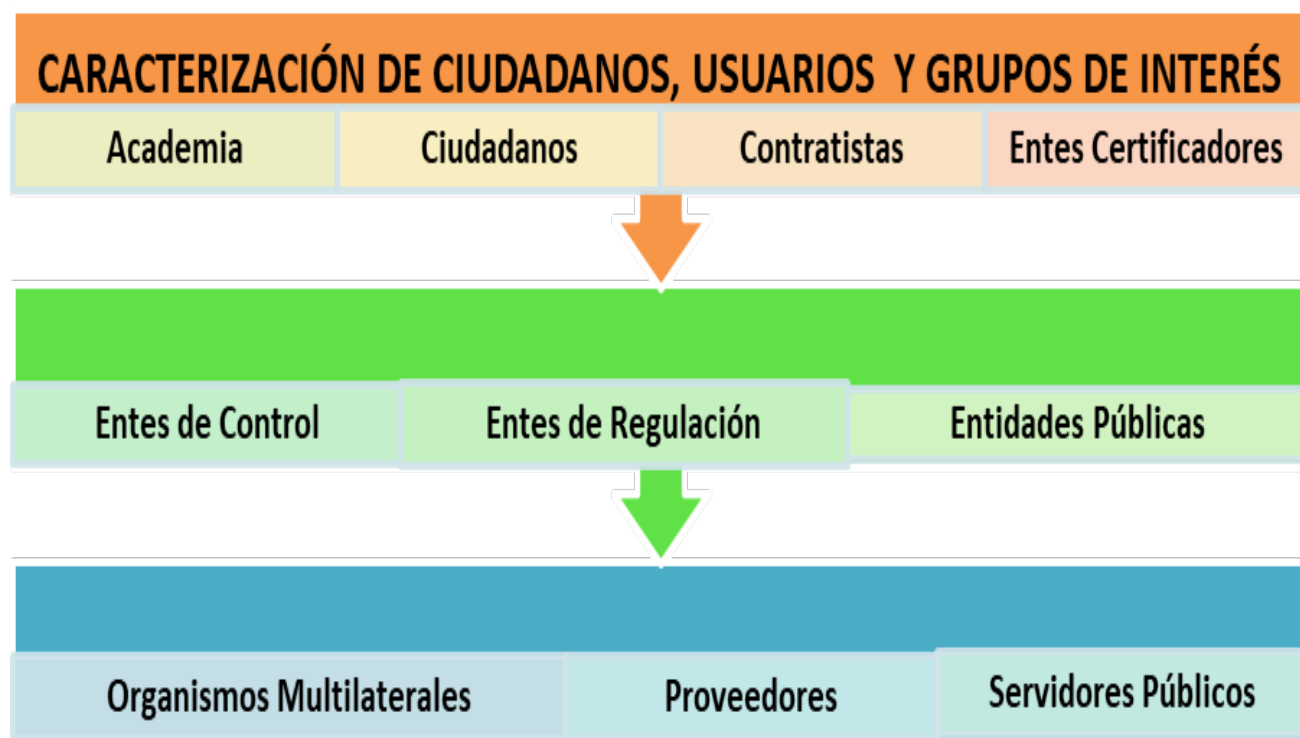 CARACTERIZACIÓN DE CIUDADANOS, USUARIOS Y GRUPOS DE INTERÉS
Academia Ciudadanos Contratistas Entes Certificadores
Entes de Control Entes de Regulación Entidades Públicas
Organismos Multilaterales Proveedores Servidores Públicos